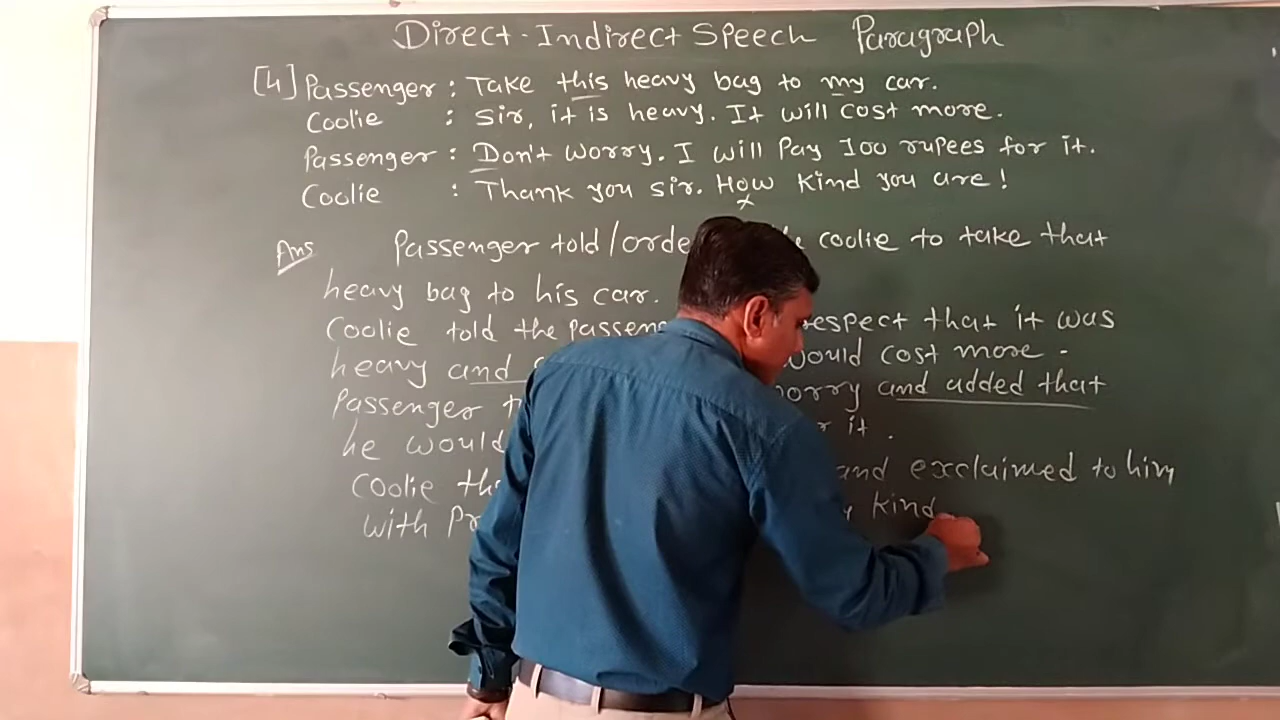 Direct-Indirect Speech Paragraph
[4] Passenger : Take this heavy bag to my car.
Coolie : Sir, it is heavy. It will cost more.
Passenger : Don't worry. I will Pay 100 rupees for it.
Coolie : Thank you sir. How kind you are!
x
Ans Passenger told/orde coolie to take that
heavy bag to his car.
Coolie told the passen respect that it was
heavy and would cost more.
Passenger orry and added that
he would it.
Coolie th and exclaimed to him
with Pr kind